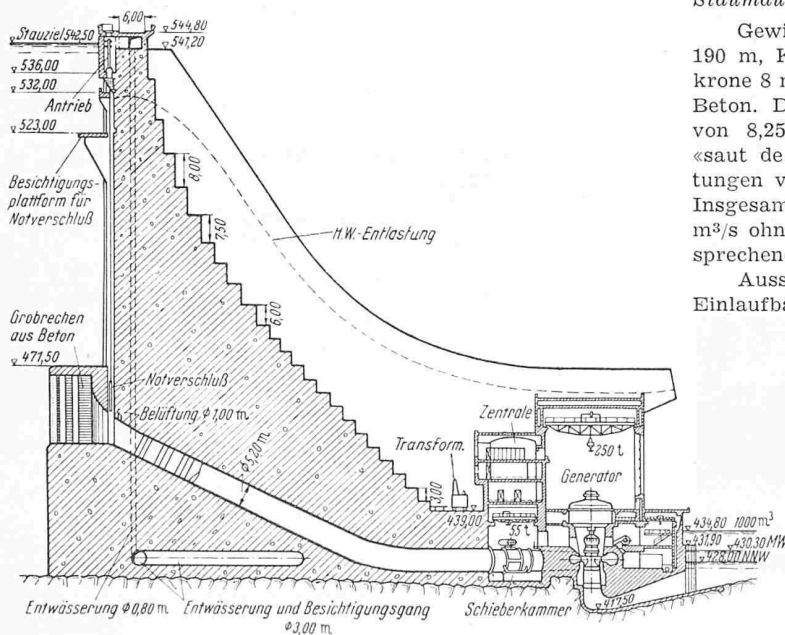 6,00
544,80
Stauziel 542,50
541,20
536,00
532,00
Antrieb
523,00
Besichtigungs-
plattform für
Notverschluß
8,00
7,50
H.W.-Entlastung
6,00
Grobrechen
aus Beton
471,50
Notverschluß
Belüftung ϕ 1,00 m
ϕ 5,20 m
Transform.
3,00
439,00
Zentrale
250 t
Generator
55 t
434,80 1000 m³
431,90 430,30 MW
428,00 NNW
417,50
Schieberkammer
Entwässerung ϕ 0,80 m
Entwässerung und Besichtigungsgang
ϕ 3,00 m
Gewi
190 m, K
krone 8 m
Beton. D
von 8,25
«saut de
tungen v
Insgesam
m³/s ohn
sprechen
Auss
Einlaufba